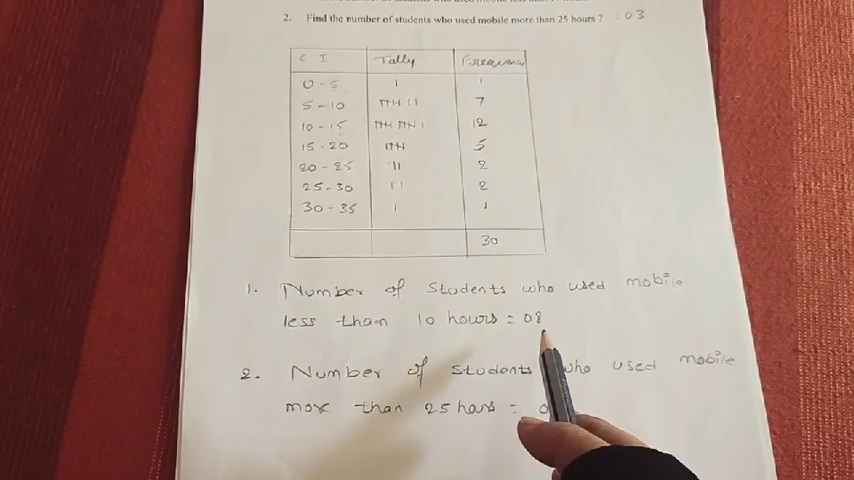 2. Find the number of students who used mobile more than 25 hours ? : 03
C I Tally Frequency
0-5 | 1
5-10 |||| || 7
10-15 |||| |||| | 12
15-20 |||| 5
20-25 || 2
25-30 || 2
30-35 | 1
30
1. Number of students who used mobile
less than 10 hours = 08
2. Number of students who used mobile
more than 25 hours =